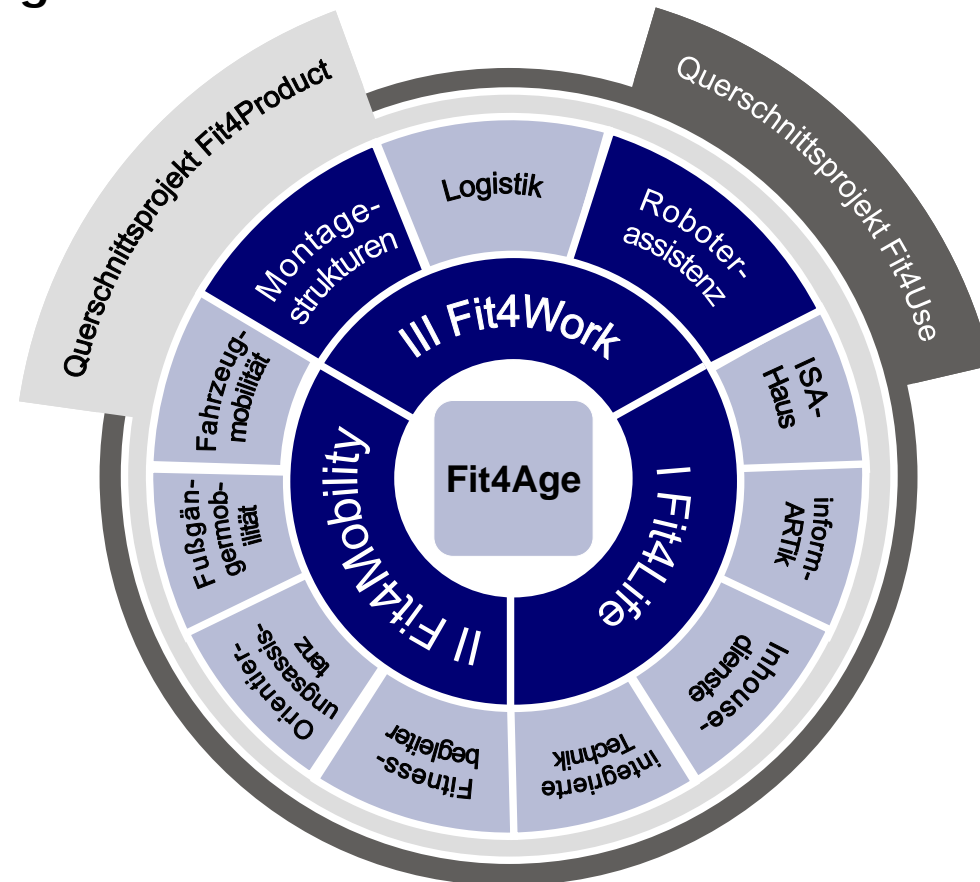 g
Querschnittsprojekt Fit4Product
Querschnittsprojekt Fit4Use
Logistik
Roboter-
assistenz
Montage-
strukturen
III Fit4Work
Fahrzeug-
mobilität
ISA-
Haus
Fit4Age
II Fit4Mobility
I Fit4Life
Fußgän-
germob-
ilität
inform-
ARTik
Orientier-
ungsassis-
tenz
Inhouse-
dienste
Fitness-
begleiter
integrierte
Technik